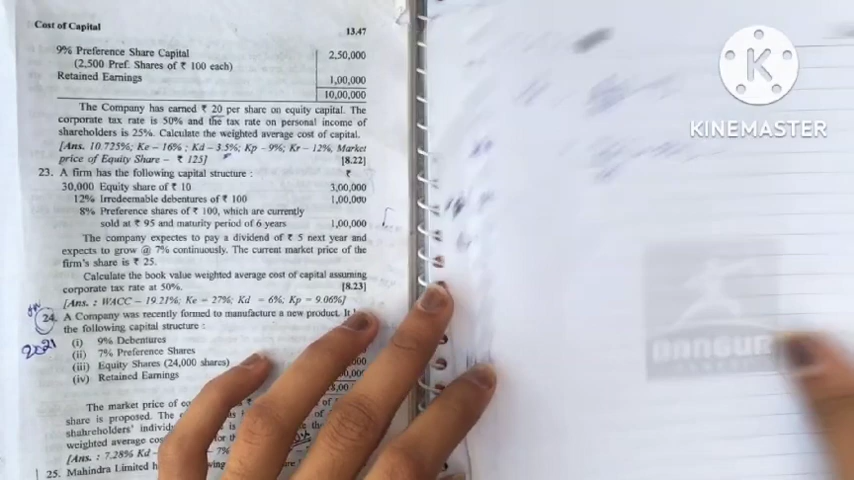 Cost of Capital
13.47
9% Preference Share Capital 2,50,000
(2,500 Pref. Shares of ₹ 100 each)
Retained Earnings 1,00,000
10,00,000
The Company has earned ₹ 20 per share on equity capital. The
corporate tax rate is 50% and the tax rate on personal income of
shareholders is 25%. Calculate the weighted average cost of capital.
[Ans. 10.725% ; Ke – 16% ; Kd – 3.5% ; Kp – 9% ; Kr – 12%, Market
price of Equity Share – ₹ 125] [8.22]
23. A firm has the following capital structure : ₹
30,000 Equity share of ₹ 10 3,00,000
12% Irredeemable debentures of ₹ 100 1,00,000
8% Preference shares of ₹ 100, which are currently
sold at ₹ 95 and maturity period of 6 years 1,00,000
The company expectes to pay a dividend of ₹ 5 next year and
expects to grow @ 7% continuously. The current market price of the
firm's share is ₹ 25.
Calculate the book value weighted average cost of capital assuming
corporate tax rate at 50%. [8.23]
[Ans. : WACC – 19.21%; Ke = 27%; Kd = 6%; Kp = 9.06%]
24. A Company was recently formed to manufacture a new product. It
the following capital structure :
2021
(i) 9% Debentures
(ii) 7% Preference Shares
(iii) Equity Shares (24,000 shares)
(iv) Retained Earnings
The market price of
share is proposed. The
shahreholders'
weighted average
[Ans. : 7.28% Kd
25. Mahindra Limited
K
KINEMASTER